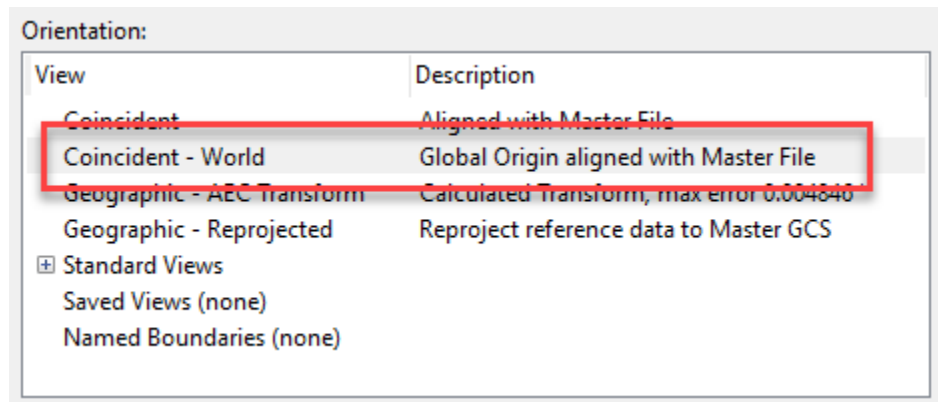 Orientation:
View Description
Coincident Aligned with Master File
Coincident - World Global Origin aligned with Master File
Geographic - AEC Transform Calculated Transform, max error 0.004846
Geographic - Reprojected Reproject reference data to Master GCS
Standard Views
Saved Views (none)
Named Boundaries (none)